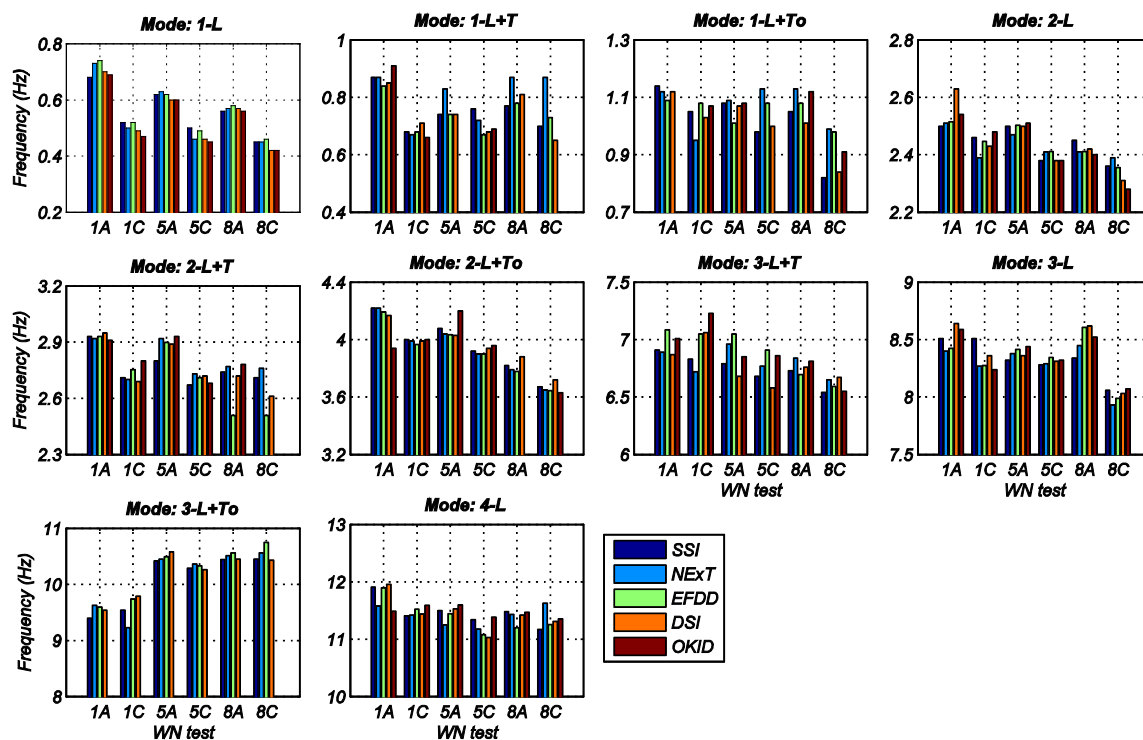 Mode: 1-L
Mode: 1-L+T
Mode: 1-L+To
Mode: 2-L
Frequency (Hz)
0.8
0.6
0.4
0.2
1A 1C 5A 5C 8A 8C
1
0.8
0.6
0.4
1A 1C 5A 5C 8A 8C
1.3
1.1
0.9
0.7
1A 1C 5A 5C 8A 8C
2.8
2.6
2.4
2.2
1A 1C 5A 5C 8A 8C
Mode: 2-L+T
Mode: 2-L+To
Mode: 3-L+T
Mode: 3-L
Frequency (Hz)
3.2
2.9
2.6
2.3
1A 1C 5A 5C 8A 8C
4.4
4
3.6
3.2
1A 1C 5A 5C 8A 8C
7.5
7
6.5
6
1A 1C 5A 5C 8A 8C
WN test
9
8.5
8
7.5
1A 1C 5A 5C 8A 8C
WN test
Mode: 3-L+To
Mode: 4-L
Frequency (Hz)
11
10
9
8
1A 1C 5A 5C 8A 8C
WN test
13
12
11
10
1A 1C 5A 5C 8A 8C
WN test
SSI
NExT
EFDD
DSI
OKID